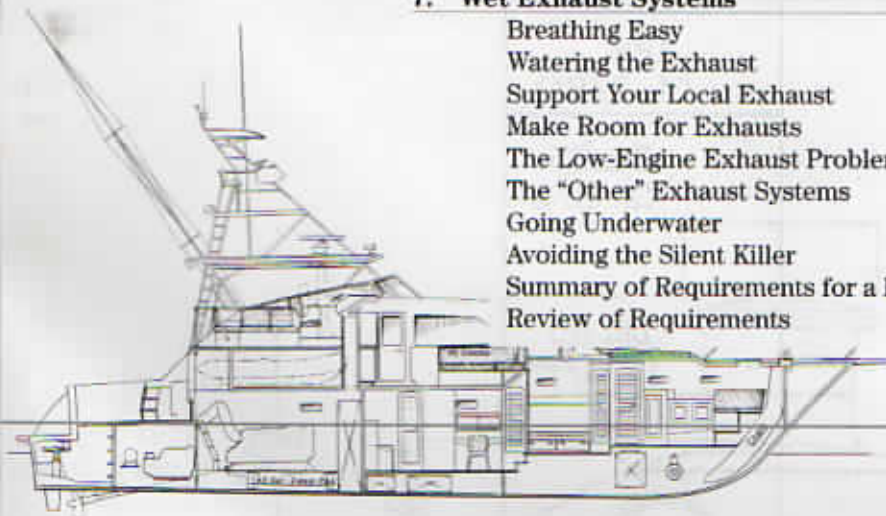 7. Wet Exhaust Systems
Breathing Easy
Watering the Exhaust
Support Your Local Exhaust
Make Room for Exhausts
The Low-Engine Exhaust
The "Other" Exhaust Systems
Going Underwater
Avoiding the Silent Killer
Summary of Requirements for a
Review of Requirements